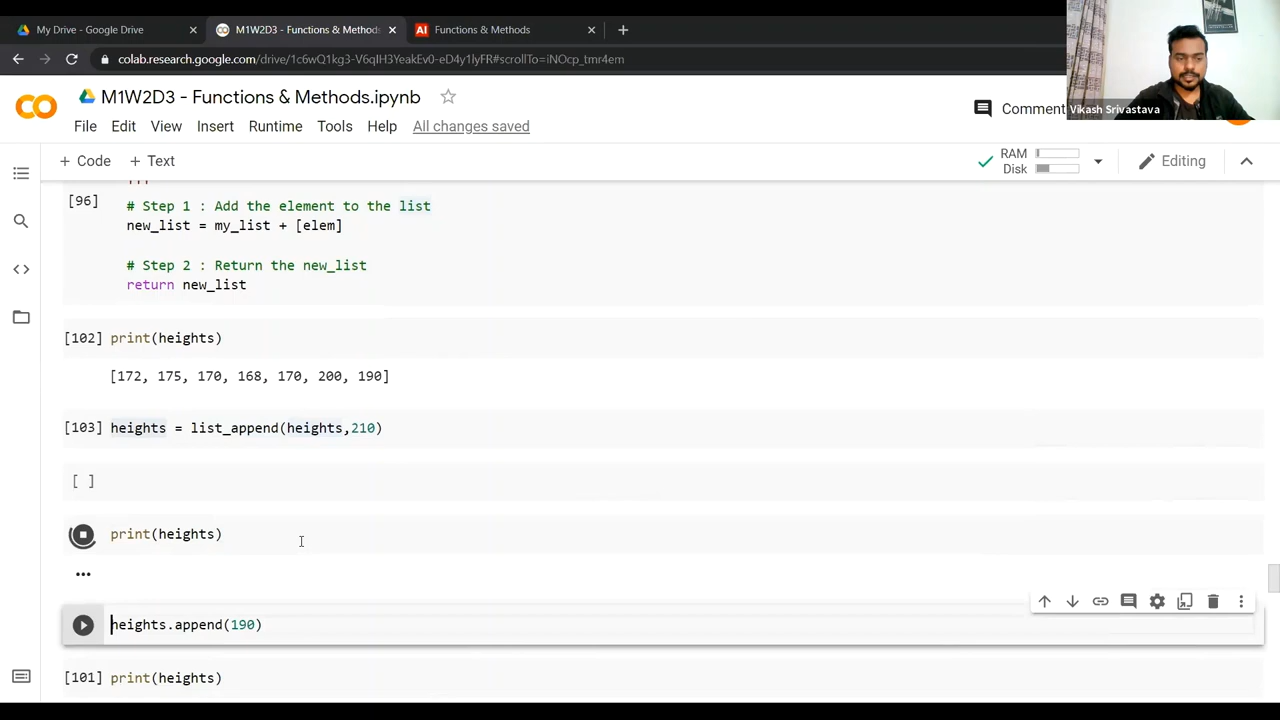 My Drive - Google Drive
M1W2D3 - Functions & Methods
Functions & Methods
colab.research.google.com/drive/1c6wQ1kg3-V6qIH3YeakEv0-eD4y1lyFR#scrollTo=iNOcp_tmr4em
M1W2D3 - Functions & Methods.ipynb
Comment
Vikash Srivastava
File Edit View Insert Runtime Tools Help All changes saved
+ Code + Text
RAM
Disk
Editing
'''
[96]
# Step 1 : Add the element to the list
new_list = my_list + [elem]
# Step 2 : Return the new_list
return new_list
[102] print(heights)
[172, 175, 170, 168, 170, 200, 190]
[103] heights = list_append(heights,210)
[ ]
print(heights)
...
heights.append(190)
[101] print(heights)